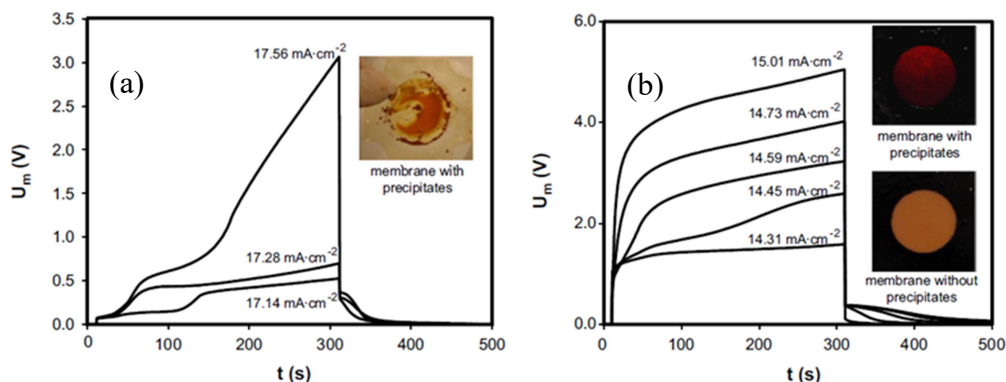 (a)
3.5
3.0
2.5
2.0
1.5
1.0
0.5
0.0
U_m (V)
17.56 mA·cm⁻²
17.28 mA·cm⁻²
17.14 mA·cm⁻²
membrane with
precipitates
0 100 200 300 400 500
t (s)
(b)
6.0
4.0
2.0
0.0
U_m (V)
15.01 mA·cm⁻²
14.73 mA·cm⁻²
14.59 mA·cm⁻²
14.45 mA·cm⁻²
14.31 mA·cm⁻²
membrane with
precipitates
membrane without
precipitates
0 100 200 300 400 500
t (s)